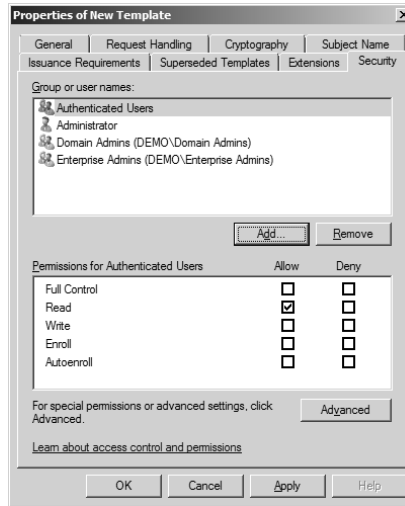 Properties of New Template
General Request Handling Cryptography Subject Name
Issuance Requirements Superseded Templates Extensions Security
Group or user names:
Authenticated Users
Administrator
Domain Admins (DEMO\Domain Admins)
Enterprise Admins (DEMO\Enterprise Admins)
Add... Remove
Permissions for Authenticated Users Allow Deny
Full Control
Read
Write
Enroll
Autoenroll
For special permissions or advanced settings, click
Advanced. Advanced
Learn about access control and permissions
OK Cancel Apply Help